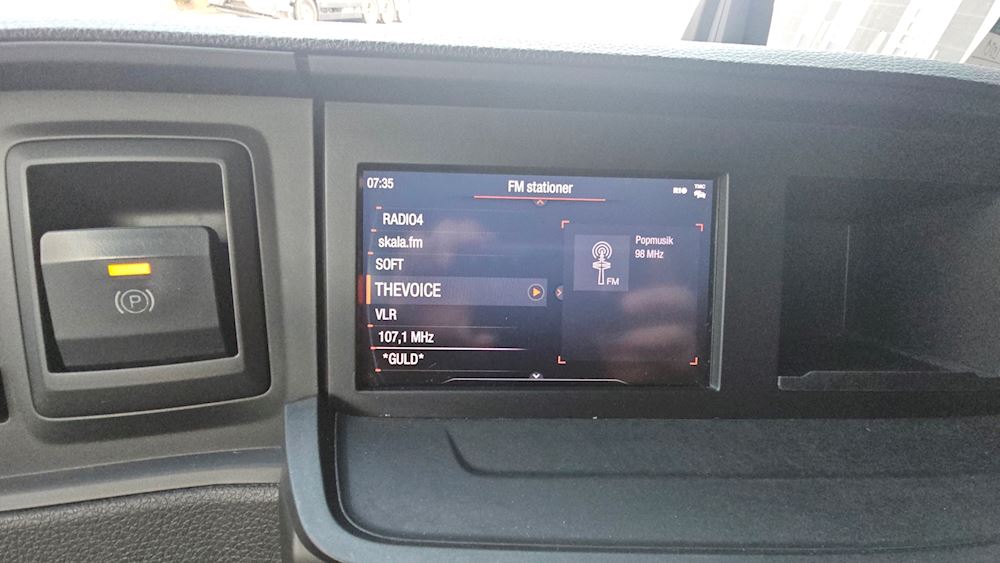 07:35
FM stationer
RIO
TMC
RADIO4
skala.fm
SOFT
THEVOICE
VLR
107,1 MHz
*GULD*
Popmusik
98 MHz
FM
P